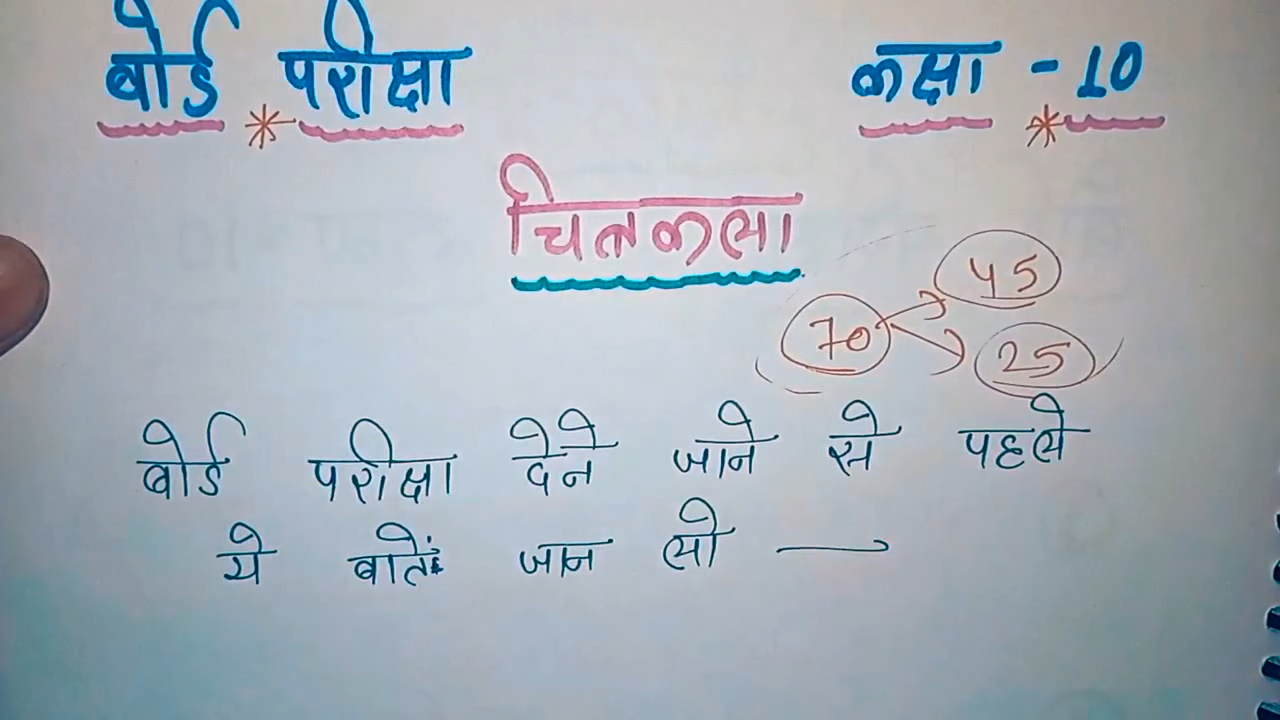 बोर्ड परीक्षा कक्षा - 10
चित्रकला
70 45
25
बोर्ड परीक्षा देने जाने से पहले
ये बातें जान लो —